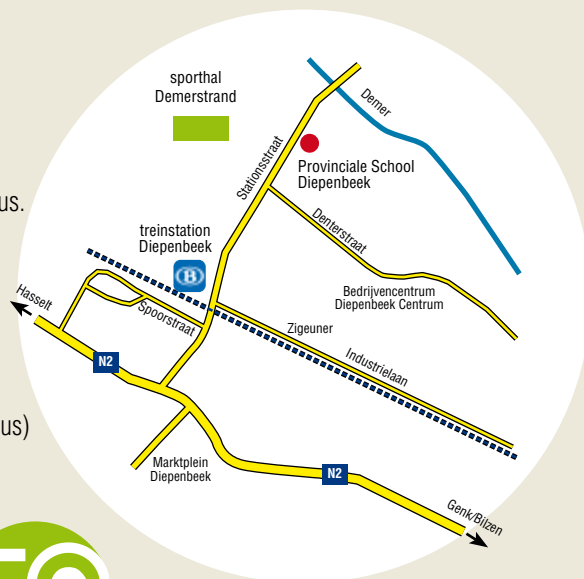 sporthal
Demerstrand
Demer
Stationsstraat
Provinciale School
Diepenbeek
us.
Denterstraat
treinstation
Diepenbeek
B
Bedrijvencentrum
Diepenbeek Centrum
Hasselt
Spoorstraat
Zigeuner
Industrielaan
N2
us)
Marktplein
Diepenbeek
N2
Genk/Bilzen